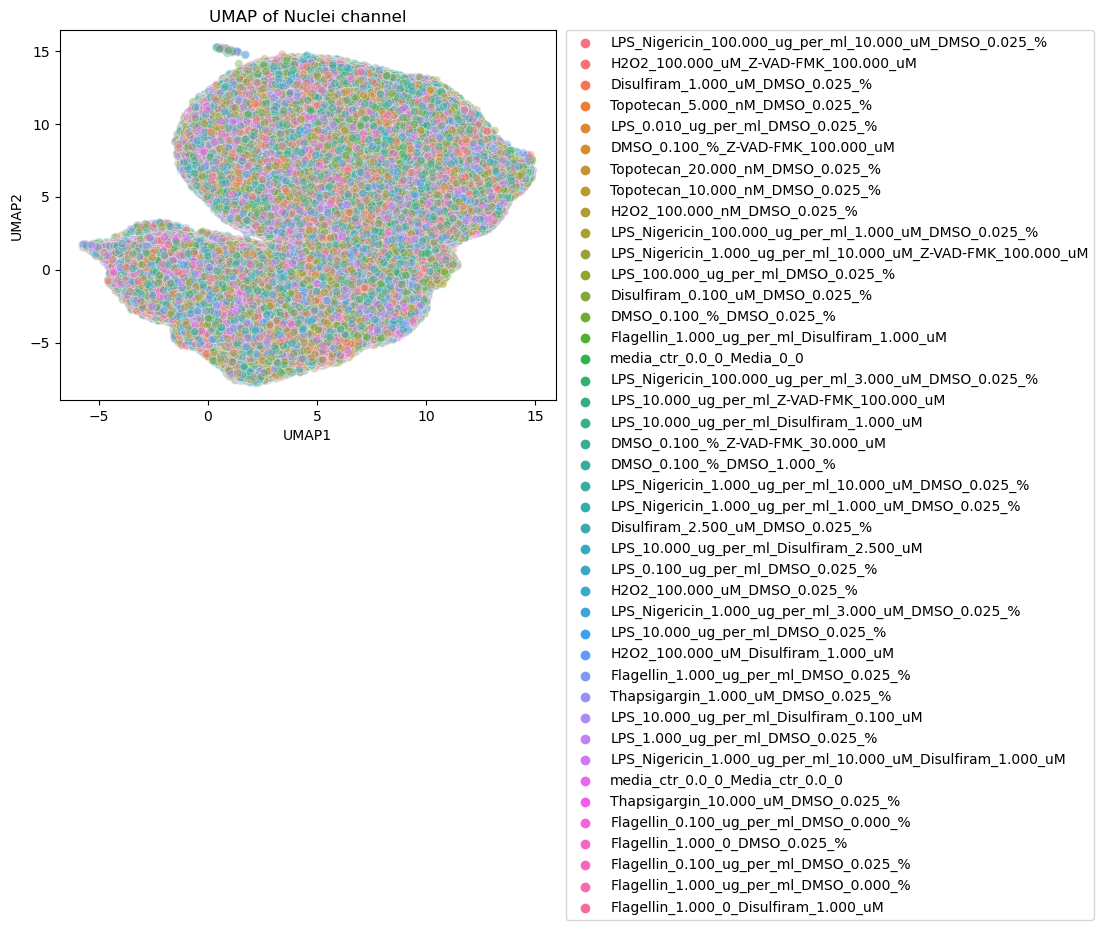 UMAP of Nuclei channel
15
10
5
0
−5
UMAP2
−5
0
5
10
15
UMAP1
LPS_Nigericin_100.000_ug_per_ml_10.000_uM_DMSO_0.025_%
H2O2_100.000_uM_Z-VAD-FMK_100.000_uM
Disulfiram_1.000_uM_DMSO_0.025_%
Topotecan_5.000_nM_DMSO_0.025_%
LPS_0.010_ug_per_ml_DMSO_0.025_%
DMSO_0.100_%_Z-VAD-FMK_100.000_uM
Topotecan_20.000_nM_DMSO_0.025_%
Topotecan_10.000_nM_DMSO_0.025_%
H2O2_100.000_nM_DMSO_0.025_%
LPS_Nigericin_100.000_ug_per_ml_1.000_uM_DMSO_0.025_%
LPS_Nigericin_1.000_ug_per_ml_10.000_uM_Z-VAD-FMK_100.000_uM
LPS_100.000_ug_per_ml_DMSO_0.025_%
Disulfiram_0.100_uM_DMSO_0.025_%
DMSO_0.100_%_DMSO_0.025_%
Flagellin_1.000_ug_per_ml_Disulfiram_1.000_uM
media_ctr_0.0_0_Media_0_0
LPS_Nigericin_100.000_ug_per_ml_3.000_uM_DMSO_0.025_%
LPS_10.000_ug_per_ml_Z-VAD-FMK_100.000_uM
LPS_10.000_ug_per_ml_Disulfiram_1.000_uM
DMSO_0.100_%_Z-VAD-FMK_30.000_uM
DMSO_0.100_%_DMSO_1.000_%
LPS_Nigericin_1.000_ug_per_ml_10.000_uM_DMSO_0.025_%
LPS_Nigericin_1.000_ug_per_ml_1.000_uM_DMSO_0.025_%
Disulfiram_2.500_uM_DMSO_0.025_%
LPS_10.000_ug_per_ml_Disulfiram_2.500_uM
LPS_0.100_ug_per_ml_DMSO_0.025_%
H2O2_100.000_uM_DMSO_0.025_%
LPS_Nigericin_1.000_ug_per_ml_3.000_uM_DMSO_0.025_%
LPS_10.000_ug_per_ml_DMSO_0.025_%
H2O2_100.000_uM_Disulfiram_1.000_uM
Flagellin_1.000_ug_per_ml_DMSO_0.025_%
Thapsigargin_1.000_uM_DMSO_0.025_%
LPS_10.000_ug_per_ml_Disulfiram_0.100_uM
LPS_1.000_ug_per_ml_DMSO_0.025_%
LPS_Nigericin_1.000_ug_per_ml_10.000_uM_Disulfiram_1.000_uM
media_ctr_0.0_0_Media_ctr_0.0_0
Thapsigargin_10.000_uM_DMSO_0.025_%
Flagellin_0.100_ug_per_ml_DMSO_0.000_%
Flagellin_1.000_0_DMSO_0.025_%
Flagellin_0.100_ug_per_ml_DMSO_0.025_%
Flagellin_1.000_ug_per_ml_DMSO_0.000_%
Flagellin_1.000_0_Disulfiram_1.000_uM